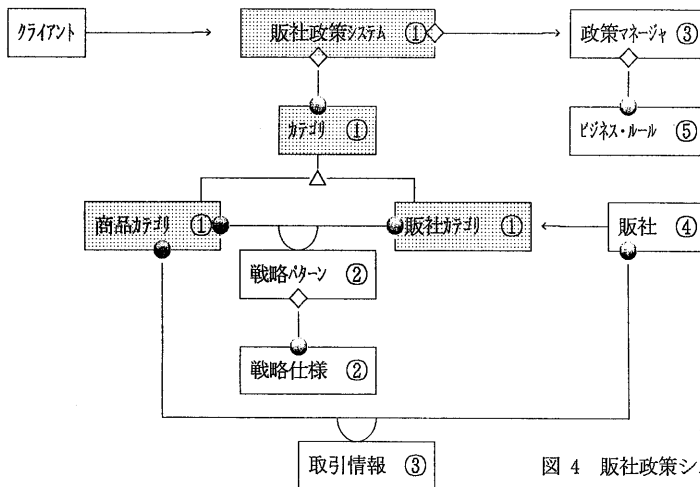 クライアント
販社政策システム ①
政策マネージャ ③
カテゴリ ①
ビジネス・ルール ⑤
商品カテゴリ ①
販社カテゴリ ①
販社 ④
戦略パターン ②
戦略仕様 ②
取引情報 ③
図 4 販社政策シ